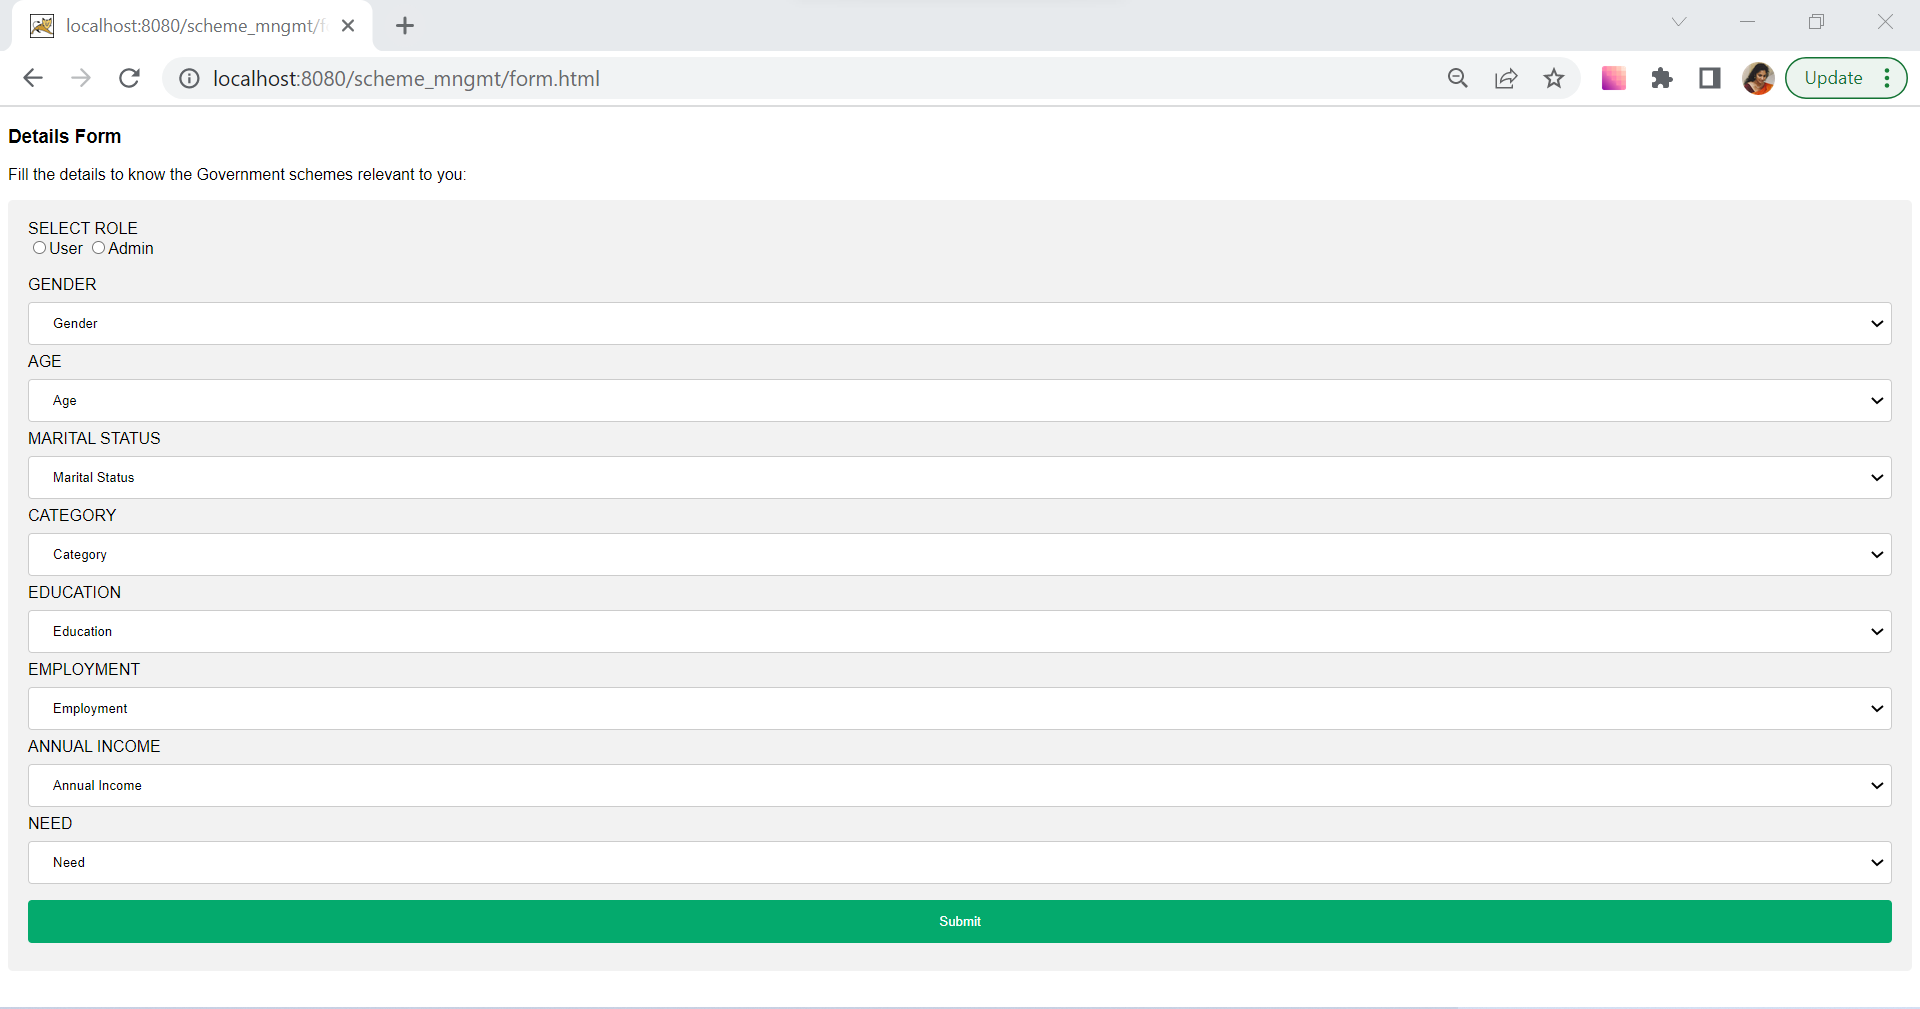 localhost:8080/scheme_mngmt/f
localhost:8080/scheme_mngmt/form.html
Update
Details Form
Fill the details to know the Government schemes relevant to you:
SELECT ROLE
User Admin
GENDER
Gender
AGE
Age
MARITAL STATUS
Marital Status
CATEGORY
Category
EDUCATION
Education
EMPLOYMENT
Employment
ANNUAL INCOME
Annual Income
NEED
Need
Submit